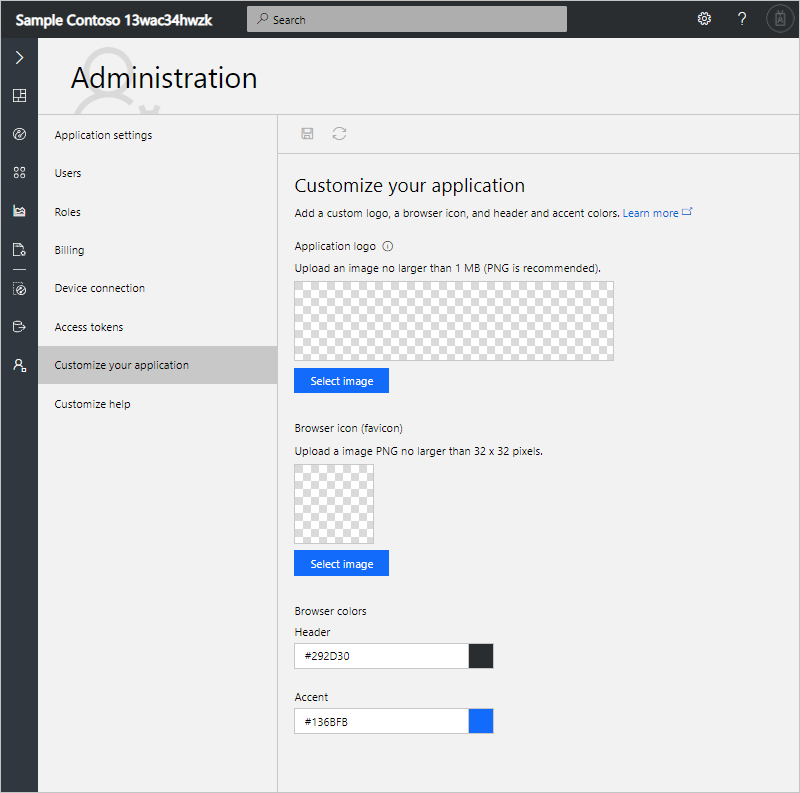 Sample Contoso 13wac34hwzk
Search
?
Administration
Application settings
Users
Roles
Billing
Device connection
Access tokens
Customize your application
Customize help
Customize your application
Add a custom logo, a browser icon, and header and accent colors. Learn more
Application logo
Upload an image no larger than 1 MB (PNG is recommended).
Select image
Browser icon (favicon)
Upload a image PNG no larger than 32 x 32 pixels.
Select image
Browser colors
Header
#292D30
Accent
#136BFB